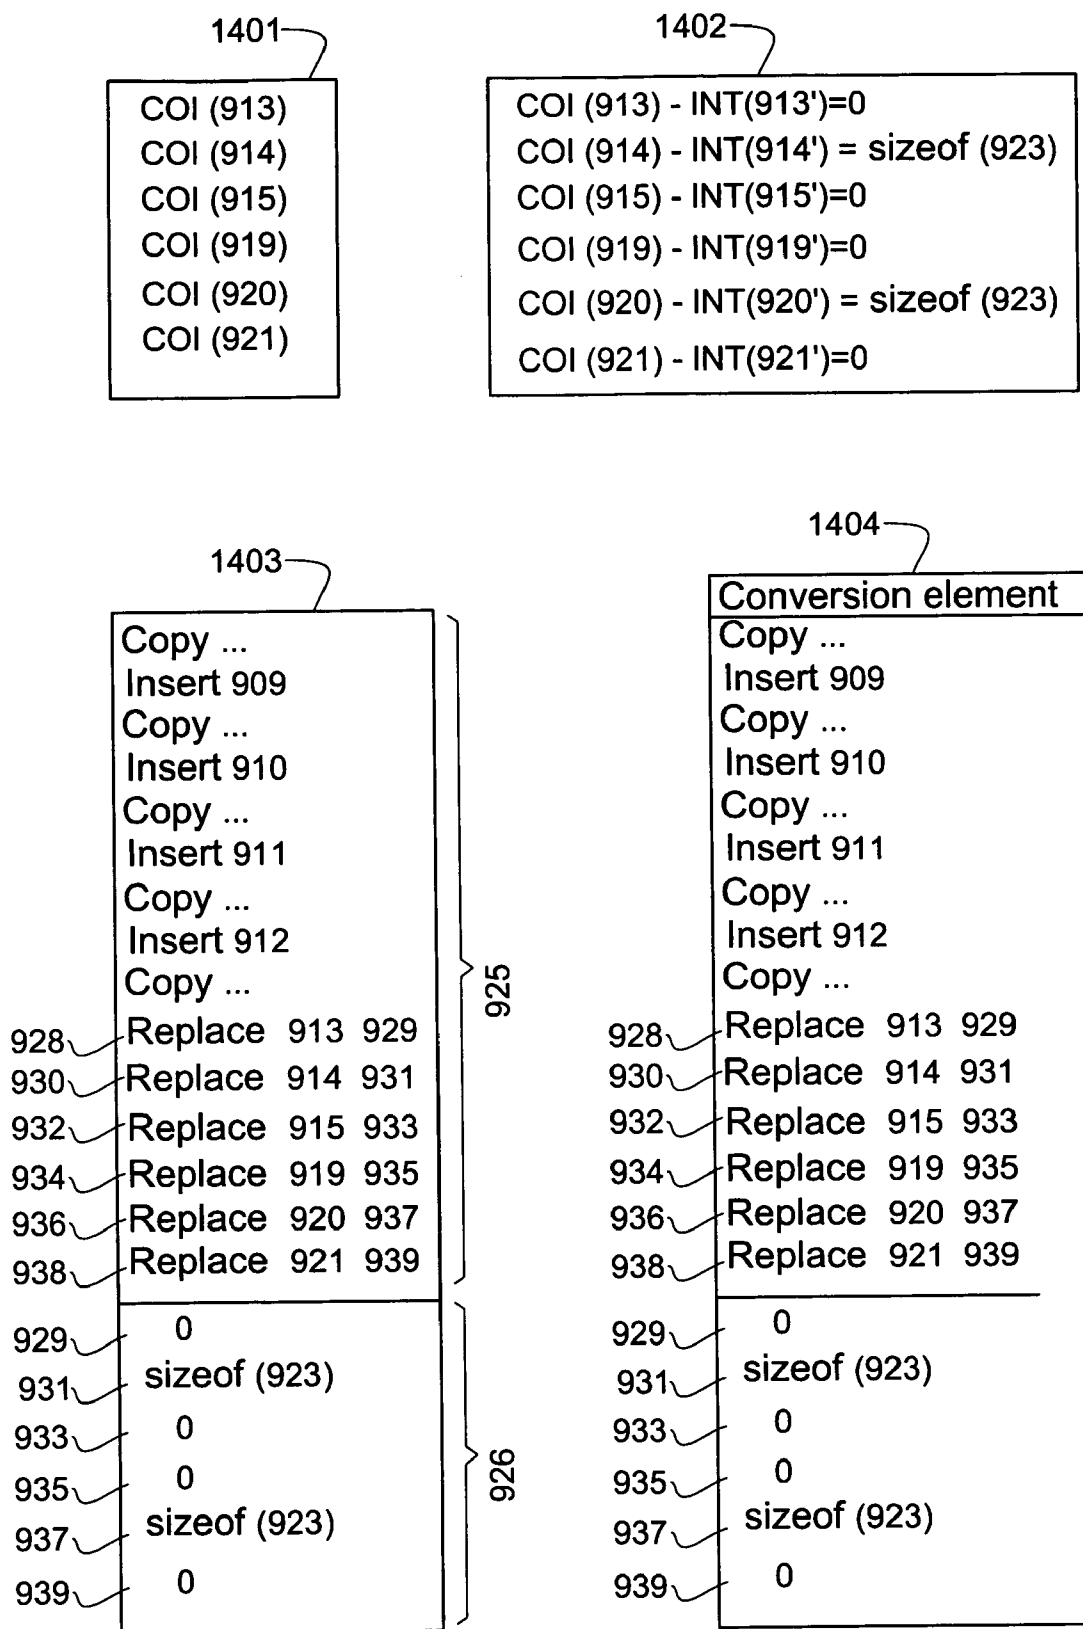 1401
1402
COI (913)
COI (914)
COI (915)
COI (919)
COI (920)
COI (921)
COI (913) - INT(913')=0
COI (914) - INT(914') = sizeof (923)
COI (915) - INT(915')=0
COI (919) - INT(919')=0
COI (920) - INT(920') = sizeof (923)
COI (921) - INT(921')=0
1403
Copy ...
Insert 909
Copy ...
Insert 910
Copy ...
Insert 911
Copy ...
Insert 912
Copy ...
928 Replace 913 929
930 Replace 914 931
932 Replace 915 933
934 Replace 919 935
936 Replace 920 937
938 Replace 921 939
925
929 0
931 sizeof (923)
933 0
935 0
937 sizeof (923)
939 0
926
1404
Conversion element
Copy ...
Insert 909
Copy ...
Insert 910
Copy ...
Insert 911
Copy ...
Insert 912
Copy ...
928 Replace 913 929
930 Replace 914 931
932 Replace 915 933
934 Replace 919 935
936 Replace 920 937
938 Replace 921 939
929 0
931 sizeof (923)
933 0
935 0
937 sizeof (923)
939 0